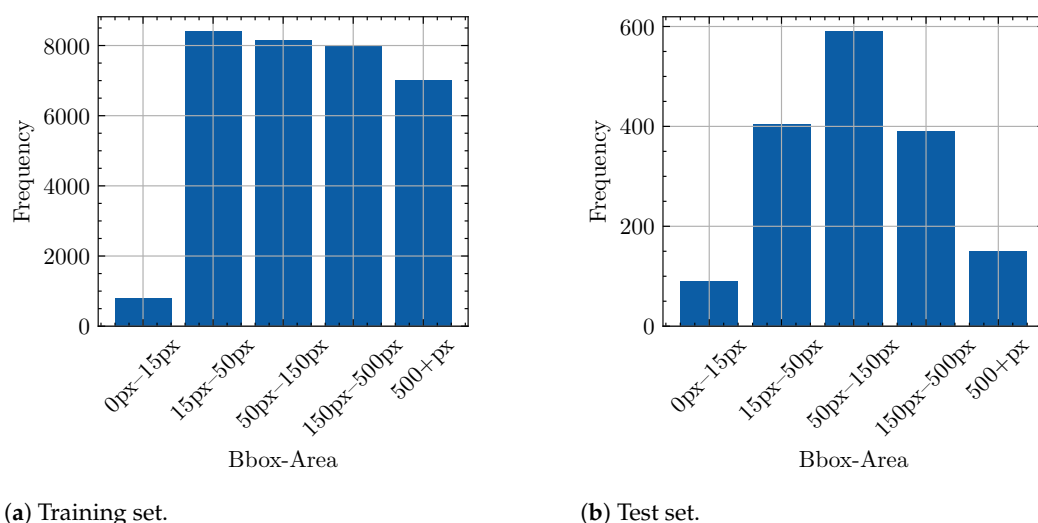 8000
6000
4000
2000
0
Frequency
0px–15px
15px–50px
50px–150px
150px–500px
500+px
Bbox-Area
(a) Training set.
600
400
200
0
Frequency
0px–15px
15px–50px
50px–150px
150px–500px
500+px
Bbox-Area
(b) Test set.